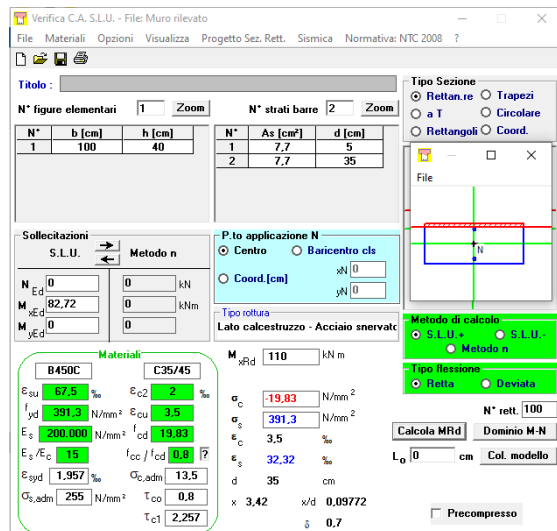 Verifica C.A. S.L.U. - File: Muro rilevato
File Materiali Opzioni Visualizza Progetto Sez. Rett. Sismica Normativa: NTC 2008 ?
Titolo :
N° figure elementari 1 Zoom N° strati barre 2 Zoom
N° b [cm] h [cm]
1 100 40
N° As [cm²] d [cm]
1 7,7 5
2 7,7 35
Tipo Sezione
Rettan.re Trapezi
a T Circolare
Rettangoli Coord.
File
N
Sollecitazioni
S.L.U. Metodo n
N Ed 0 0 kN
M xEd 82,72 0 kNm
M yEd 0 0
P.to applicazione N
Centro Baricentro cls
Coord.[cm] xN 0
yN 0
Tipo rottura
Lato calcestruzzo - Acciaio snervato
Metodo di calcolo
S.L.U.+ S.L.U.-
Metodo n
Tipo flessione
Retta Deviata
N° rett. 100
Calcola MRd Dominio M-N
L₀ 0 cm Col. modello
Precompresso
Materiali
B450C C35/45
εsu 67,5 ‰ εc2 2 ‰
fyd 391,3 N/mm² εcu 3,5
Es 200.000 N/mm² fcd 19,83
Es/Ec 15 fcc / fcd 0,8 ?
εsyd 1,957 ‰ σc,adm 13,5
σs,adm 255 N/mm² τco 0,8
τc1 2,257
M xRd 110 kN m
σc -19,83 N/mm²
σs 391,3 N/mm²
εc 3,5 ‰
εs 32,32 ‰
d 35 cm
x 3,42 x/d 0,09772
δ 0,7